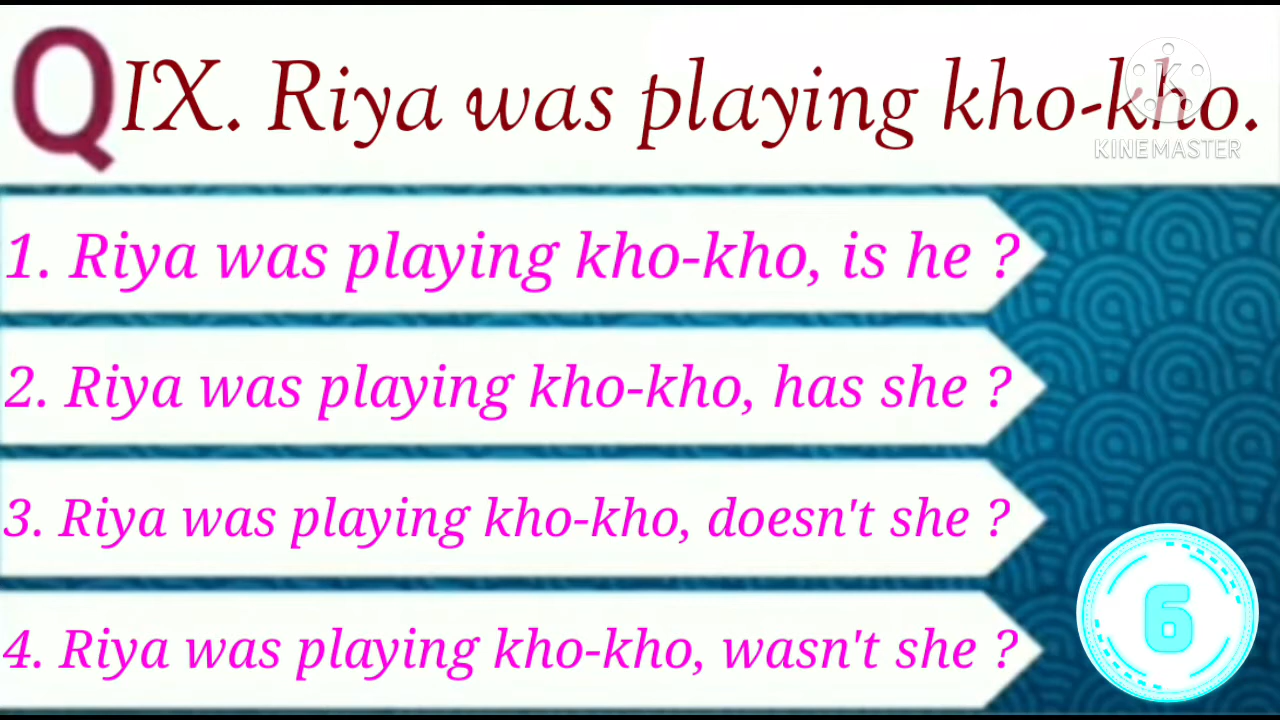 QIX. Riya was playing kho-kho.
KINEMASTER
1. Riya was playing kho-kho, is he ?
2. Riya was playing kho-kho, has she ?
3. Riya was playing kho-kho, doesn't she ?
4. Riya was playing kho-kho, wasn't she ?
6